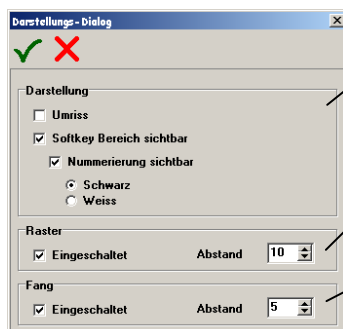 Darstellungs-Dialog
Darstellung
Umriss
Softkey Bereich sichtbar
Nummerierung sichtbar
Schwarz
Weiss
Raster
Eingeschaltet Abstand 10
Fang
Eingeschaltet Abstand 5